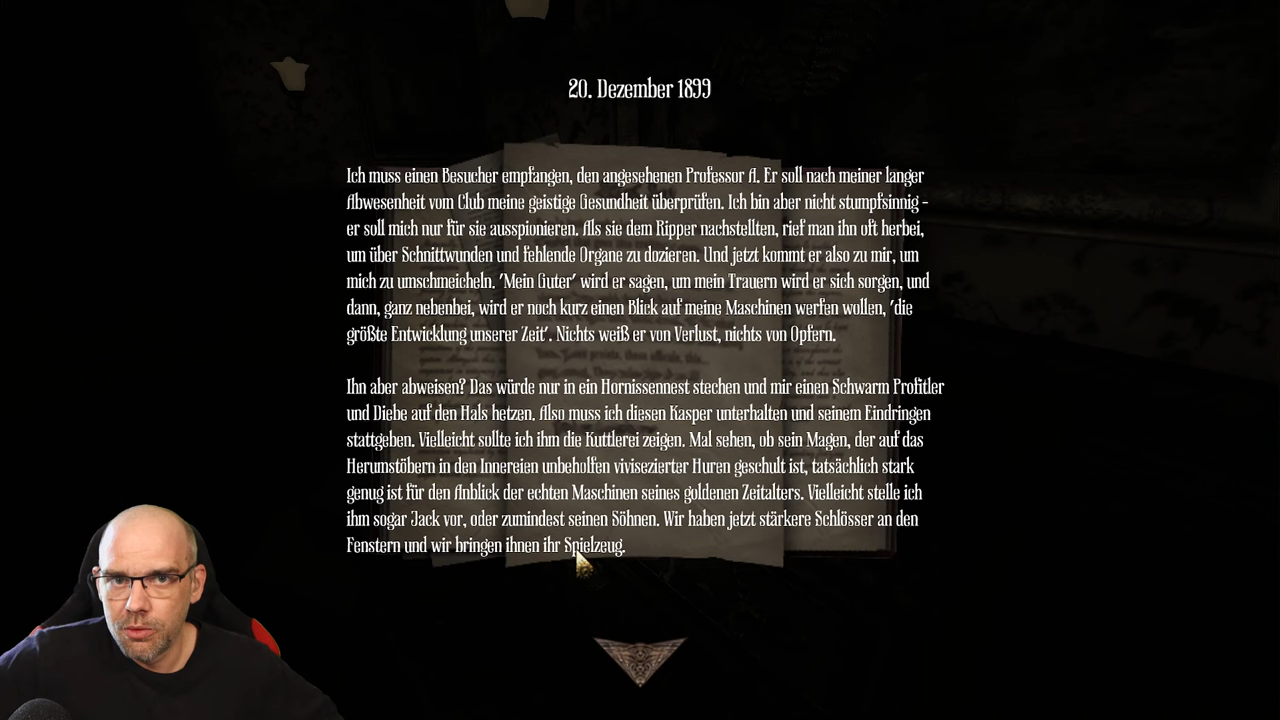 20. Dezember 1899
Ich muss einen Besucher empfangen, den angesehenen Professor A. Er soll nach meiner langer
Abwesenheit vom Club meine geistige Gesundheit überprüfen. Ich bin aber nicht stumpfsinnig -
er soll mich nur für sie ausspionieren. Als sie dem Ripper nachstellten, rief man ihn oft herbei,
um über Schnittwunden und fehlende Organe zu dozieren. Und jetzt kommt er also zu mir, um
mich zu umschmeicheln. 'Mein Guter' wird er sagen, um mein Trauern wird er sich sorgen, und
dann, ganz nebenbei, wird er noch kurz einen Blick auf meine Maschinen werfen wollen, 'die
größte Entwicklung unserer Zeit'. Nichts weiß er von Verlust, nichts von Opfern.
Ihn aber abweisen? Das würde nur in ein Hornissennest stechen und mir einen Schwarm Profitler
und Diebe auf den Hals hetzen. Also muss ich diesen Kasper unterhalten und seinem Eindringen
stattgeben. Vielleicht sollte ich ihm die Kuttlerei zeigen. Mal sehen, ob sein Magen, der auf das
Herumstöbern in den Innereien unbeholfen vivisezierter Huren geschult ist, tatsächlich stark
genug ist für den Anblick der echten Maschinen seines goldenen Zeitalters. Vielleicht stelle ich
ihm sogar Jack vor, oder zumindest seinen Söhnen. Wir haben jetzt stärkere Schlösser an den
Fenstern und wir bringen ihnen ihr Spielzeug.